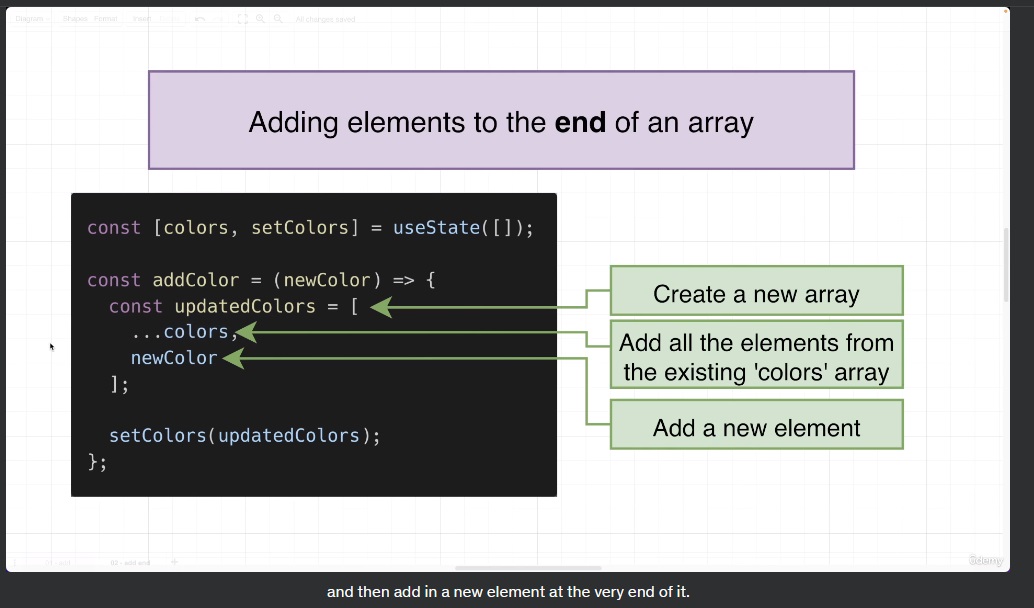 Diagram Shapes Format Insert
All changes saved
Adding elements to the end of an array
const [colors, setColors] = useState([]);
const addColor = (newColor) => {
const updatedColors = [
...colors,
newColor
];
setColors(updatedColors);
};
Create a new array
Add all the elements from
the existing 'colors' array
Add a new element
02 - add end
Udemy
and then add in a new element at the very end of it.